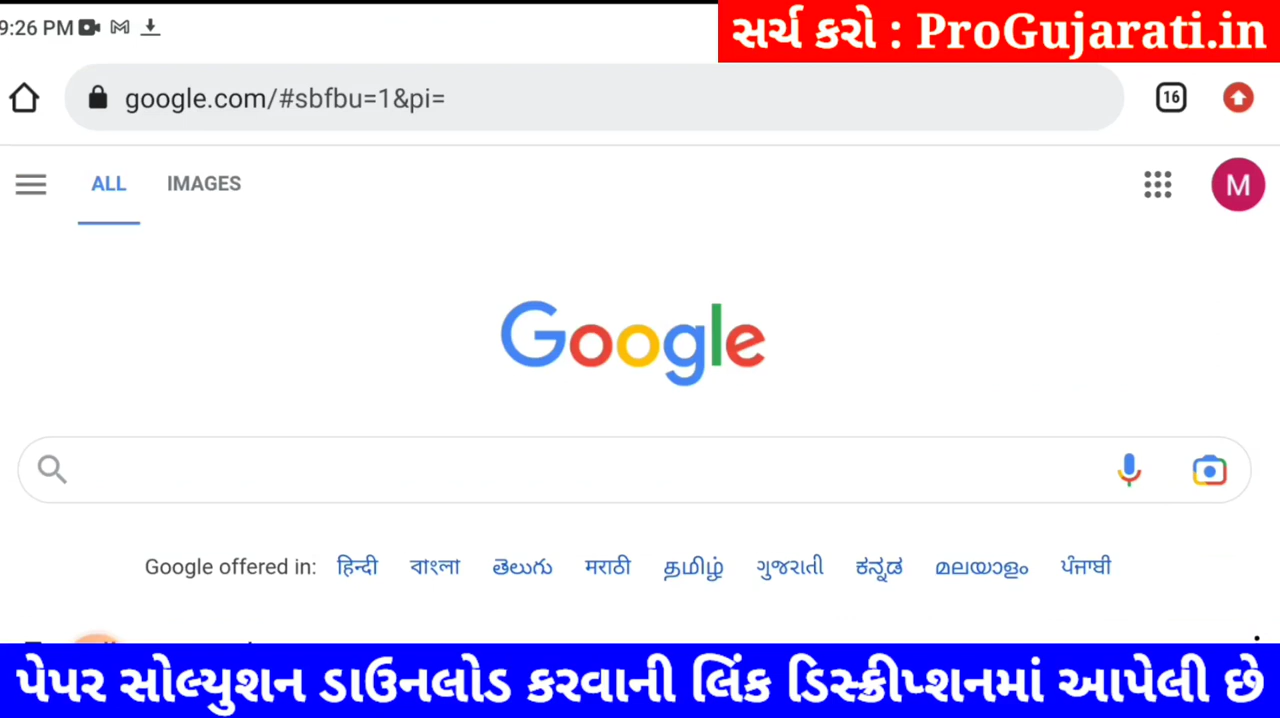 9:26 PM
સર્ચ કરો : ProGujarati.in
google.com/#sbfbu=1&pi=
16
ALL IMAGES
M
Google
Google offered in: हिन्दी বাংলা తెలుగు मराठी தமிழ் ગુજરાતી ಕನ್ನಡ മലയാളം ਪੰਜਾਬੀ
પેપર સોલ્યુશન ડાઉનલોડ કરવાની લિંક ડિસ્ક્રીપ્શનમાં આપેલી છે